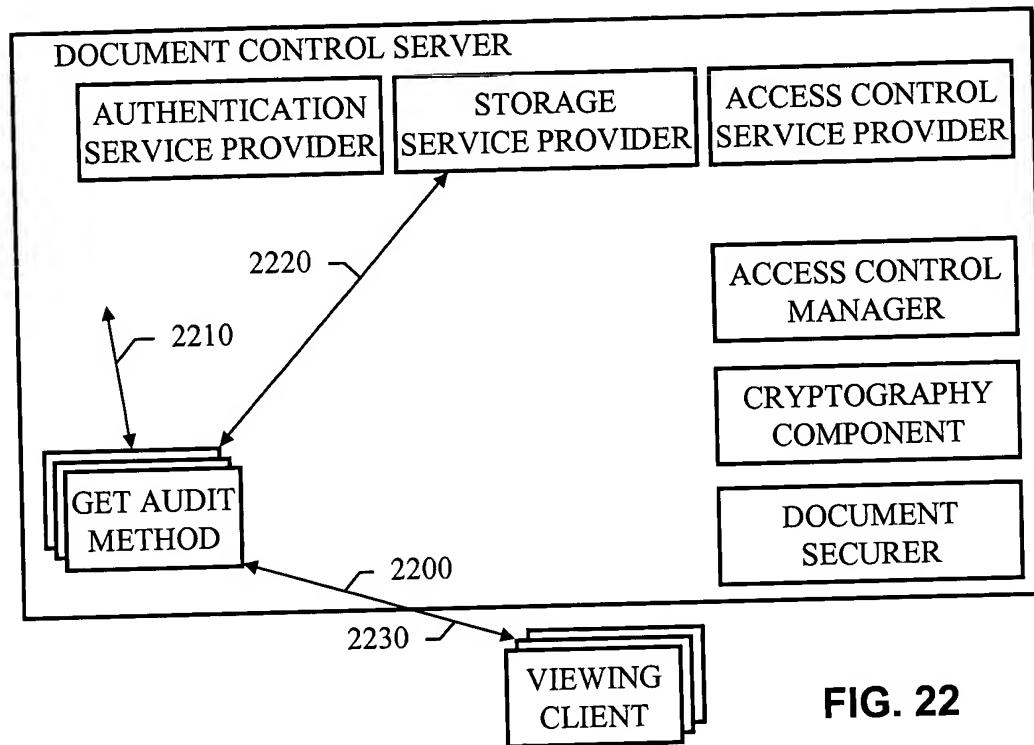 DOCUMENT CONTROL SERVER
AUTHENTICATION
SERVICE PROVIDER
STORAGE
SERVICE PROVIDER
ACCESS CONTROL
SERVICE PROVIDER
2220
2210
ACCESS CONTROL
MANAGER
CRYPTOGRAPHY
COMPONENT
GET AUDIT
METHOD
DOCUMENT
SECURER
2200
2230
VIEWING
CLIENT
FIG. 22